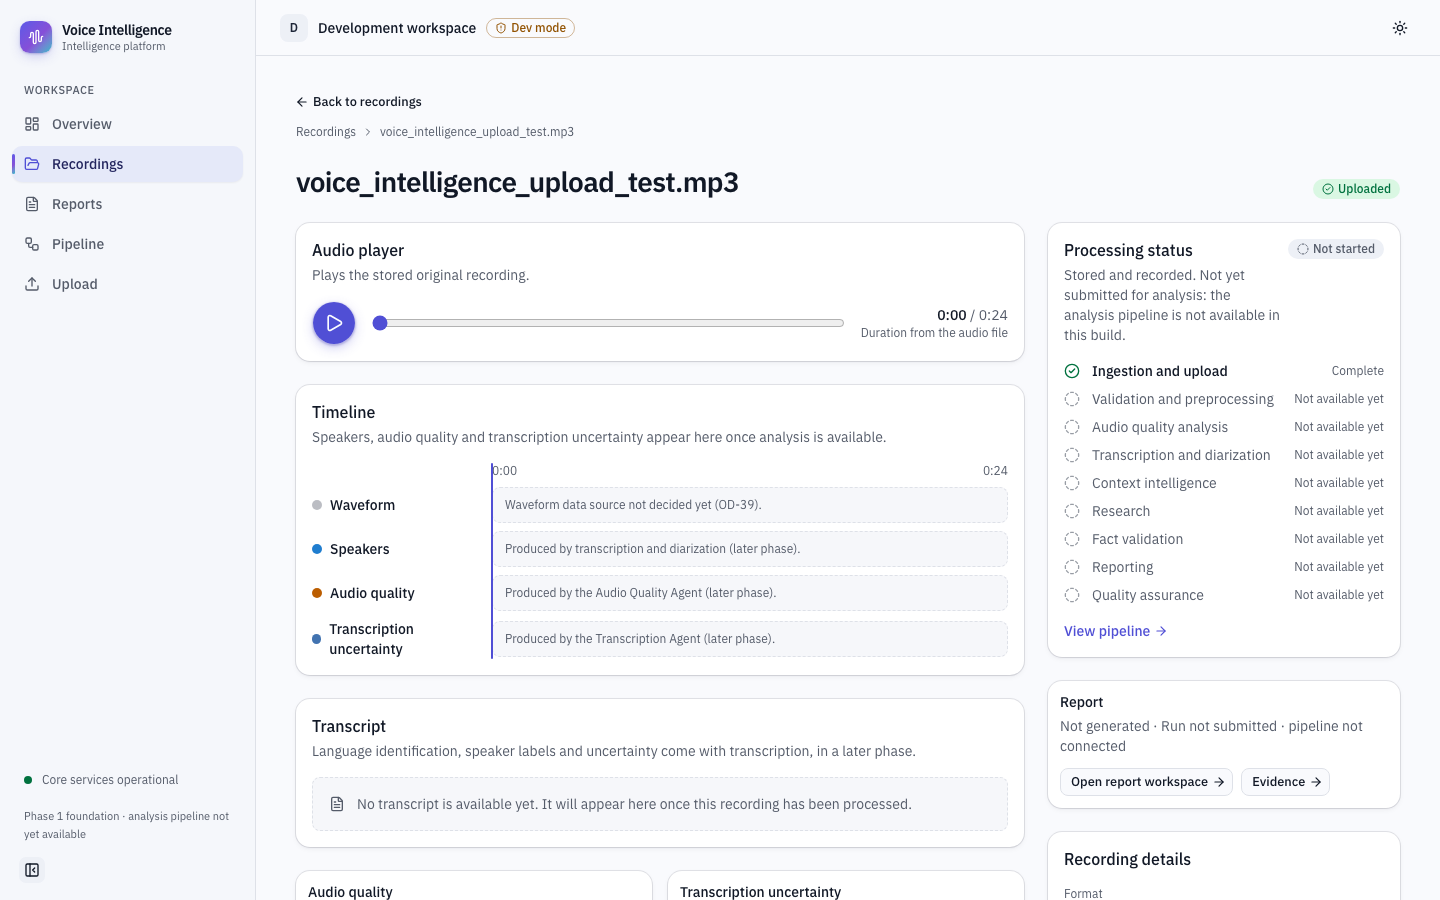 Voice Intelligence
Intelligence platform
WORKSPACE
Overview
Recordings
Reports
Pipeline
Upload
Core services operational
Phase 1 foundation · analysis pipeline not
yet available
D Development workspace Dev mode
Back to recordings
Recordings > voice_intelligence_upload_test.mp3
voice_intelligence_upload_test.mp3
Uploaded
Audio player
Plays the stored original recording.
0:00 / 0:24
Duration from the audio file
Timeline
Speakers, audio quality and transcription uncertainty appear here once analysis is available.
0:00 0:24
Waveform Waveform data source not decided yet (OD-39).
Speakers Produced by transcription and diarization (later phase).
Audio quality Produced by the Audio Quality Agent (later phase).
Transcription
uncertainty
Produced by the Transcription Agent (later phase).
Transcript
Language identification, speaker labels and uncertainty come with transcription, in a later phase.
No transcript is available yet. It will appear here once this recording has been processed.
Audio quality
Transcription uncertainty
Processing status Not started
Stored and recorded. Not yet
submitted for analysis: the
analysis pipeline is not available in
this build.
Ingestion and upload Complete
Validation and preprocessing Not available yet
Audio quality analysis Not available yet
Transcription and diarization Not available yet
Context intelligence Not available yet
Research Not available yet
Fact validation Not available yet
Reporting Not available yet
Quality assurance Not available yet
View pipeline →
Report
Not generated · Run not submitted · pipeline not
connected
Open report workspace → Evidence →
Recording details
Format